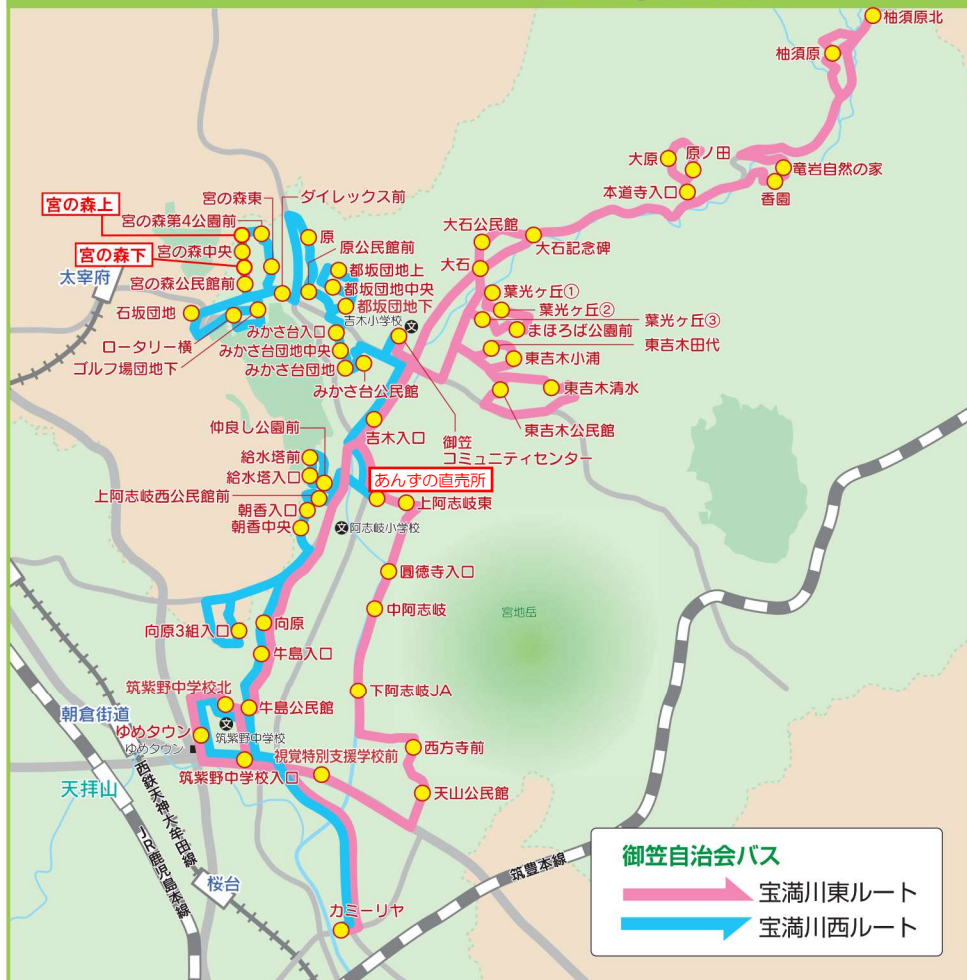 柚須原北
柚須原
大原
原ノ田
竜岩自然の家
本道寺入口
香園
宮の森上
宮の森東
ダイレックス前
宮の森第4公園前
宮の森中央
宮の森下
太宰府
宮の森公民館前
石坂団地
ロータリー横
ゴルフ場団地下
原
原公民館前
都坂団地上
都坂団地中央
都坂団地下
吉木小学校
文
みかさ台入口
みかさ台団地中央
みかさ台団地
みかさ台公民館
大石公民館
大石記念碑
大石
葉光ヶ丘①
葉光ヶ丘②
葉光ヶ丘③
まほろば公園前
東吉木田代
東吉木小浦
東吉木清水
東吉木公民館
吉木入口
御笠
コミュニティセンター
仲良し公園前
給水塔前
給水塔入口
上阿志岐西公民館前
朝香入口
朝香中央
あんずの直売所
上阿志岐東
文
阿志岐小学校
圓徳寺入口
中阿志岐
宮地岳
向原3組入口
向原
牛島入口
下阿志岐JA
筑紫野中学校北
牛島公民館
朝倉街道
ゆめタウン
ゆめタウン
文
筑紫野中学校
視覚特別支援学校前
西方寺前
筑紫野中学校入口
天拝山
天山公民館
西鉄天神大牟田線
JR鹿児島本線
桜台
筑豊本線
カミーリヤ
御笠自治会バス
宝満川東ルート
宝満川西ルート